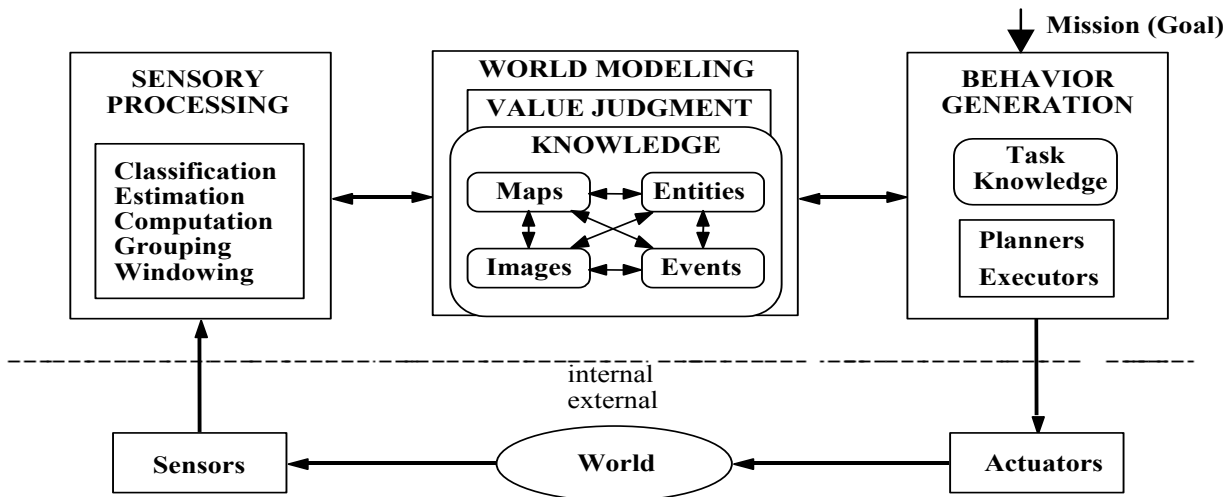 Mission (Goal)
SENSORY
PROCESSING
Classification
Estimation
Computation
Grouping
Windowing
WORLD MODELING
VALUE JUDGMENT
KNOWLEDGE
Maps
Entities
Images
Events
BEHAVIOR
GENERATION
Task
Knowledge
Planners
Executors
internal
external
Sensors
World
Actuators